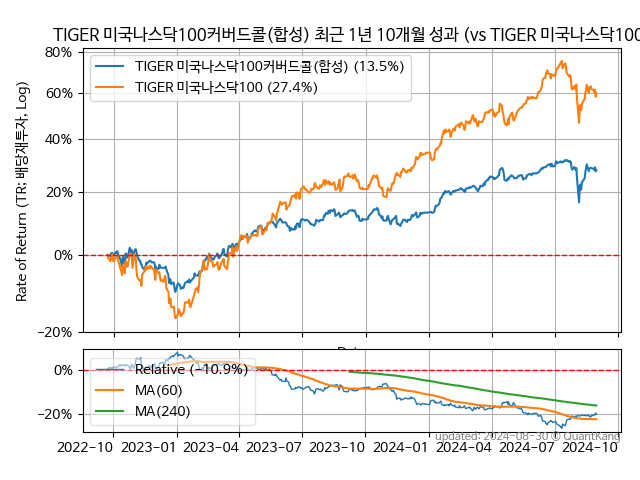 TIGER 미국나스닥100커버드콜(합성) 최근 1년 10개월 성과 (vs TIGER 미국나스닥100
Rate of Return (TR: 배당재투자, Log)
80%
60%
40%
20%
0%
−20%
TIGER 미국나스닥100커버드콜(합성) (13.5%)
TIGER 미국나스닥100 (27.4%)
0%
−20%
Relative (−10.9%)
MA(60)
MA(240)
updated: 2024-08-30 © QuantKang
2022-10 2023-01 2023-04 2023-07 2023-10 2024-01 2024-04 2024-07 2024-10